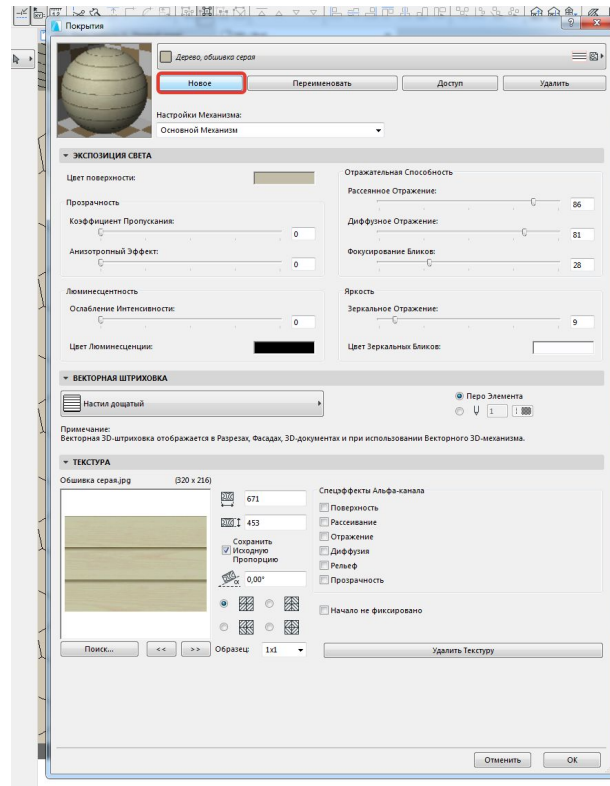 Покрытия
Дерево, обшивка серая
Новое Переименовать Доступ Удалить
Настройки Механизма:
Основной Механизм
ЭКСПОЗИЦИЯ СВЕТА
Цвет поверхности:
Отражательная Способность
Рассеянное Отражение:
86
Прозрачность
Коэффициент Пропускания:
0
Диффузное Отражение:
81
Анизотропный Эффект:
0
Фокусирование Бликов:
28
Люминесцентность
Ослабление Интенсивности:
0
Яркость
Зеркальное Отражение:
9
Цвет Люминесценции:
Цвет Зеркальных Бликов:
ВЕКТОРНАЯ ШТРИХОВКА
Настил дощатый
Перо Элемента
1
Примечание:
Векторная 3D-штриховка отображается в Разрезах, Фасадах, 3D-документах и при использовании Векторного 3D-механизма.
ТЕКСТУРА
Обшивка серая.jpg (320 x 216)
671
453
Сохранить
Исходную
Пропорцию
0,00°
Спецэффекты Альфа-канала
Поверхность
Рассеивание
Отражение
Диффузия
Рельеф
Прозрачность
Начало не фиксировано
Поиск... << >> Образец: 1x1 Удалить Текстуру
Отменить OK